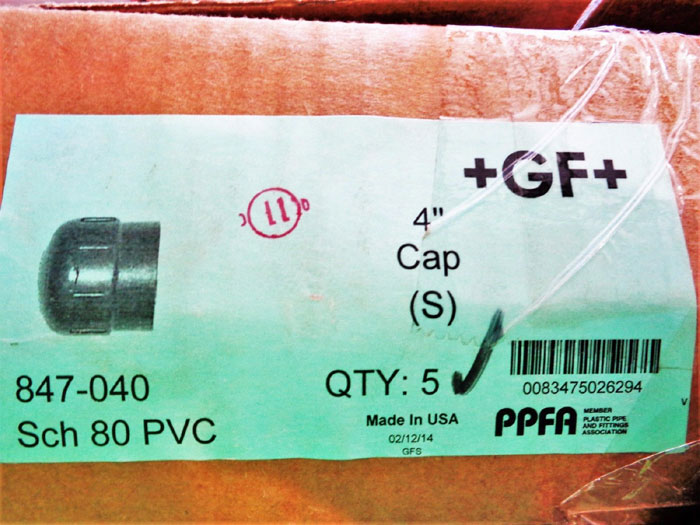 +GF+
11
4"
Cap
(S)
847-040
Sch 80 PVC
QTY: 5
Made In USA
02/12/14
GFS
0083475026294
PPFA
MEMBER
PLASTIC PIPE
AND FITTINGS
ASSOCIATION
V